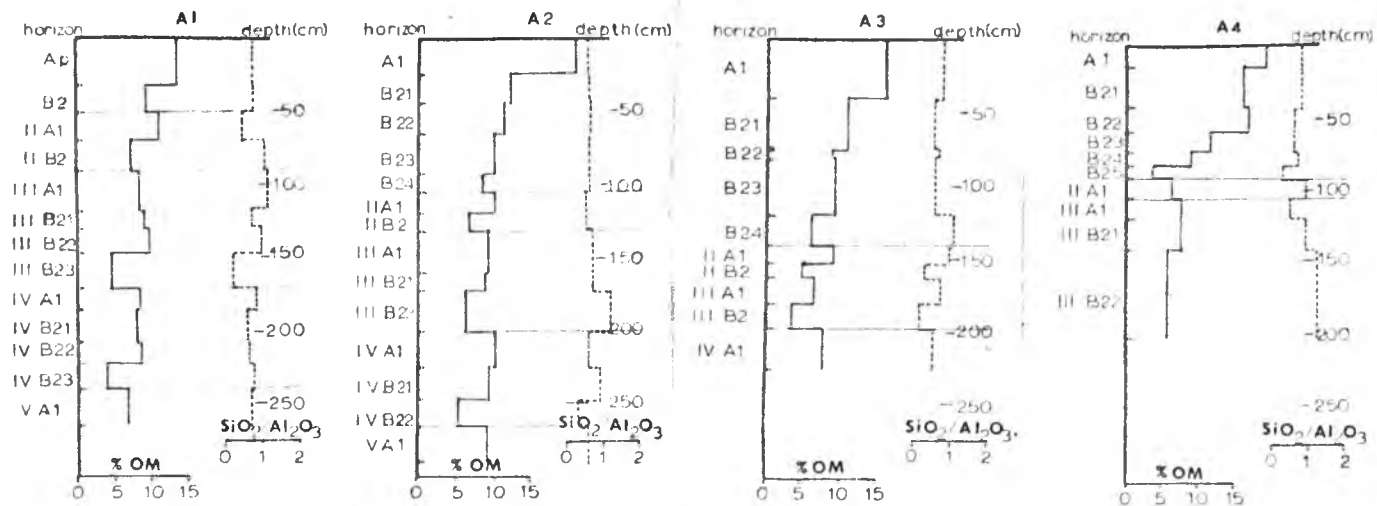 A1
horizon depth(cm)
Ap
B2
-50
II A1
II B2
-100
III A1
III B21
III B22
-150
III B23
IV A1
IV B21
-200
IV B22
IV B23
-250
V A1
SiO2/Al2O3
0 1 2
% OM
0 5 10 15
A2
horizon depth(cm)
A1
B21
-50
B22
B23
B24
-100
II A1
II B2
III A1
-150
III B21
III B22
-200
IV A1
IV B21
-250
IV B22
SiO2/Al2O3
V A1
0 1 2
% OM
0 5 10 15
A3
horizon depth(cm)
A1
-50
B21
B22
B23
-100
B24
II A1
-150
II B2
III A1
III B2
-200
IV A1
-250
SiO2/Al2O3.
0 1 2
% OM
0 5 10 15
A4
horizon depth(cm)
A1
B21
-50
B22
B23
B24
B25
-100
II A1
III A1
III B21
-150
III B22
-200
-250
SiO2/Al2O3
0 1 2
% OM
0 5 10 15